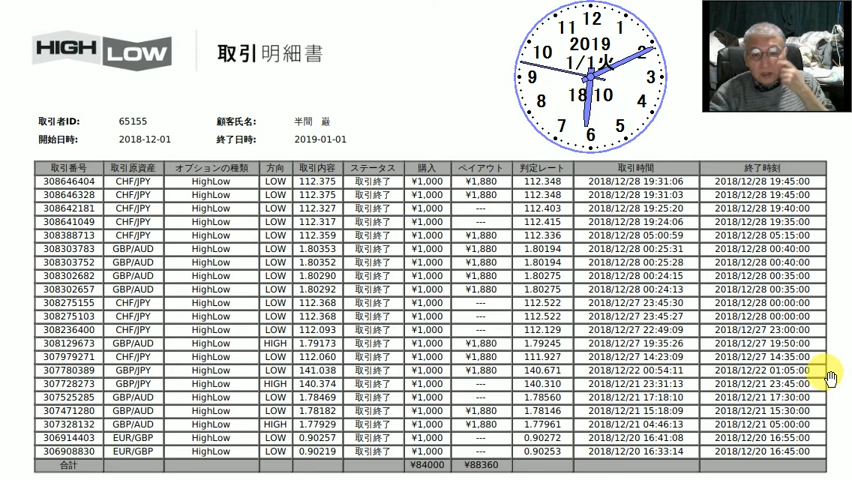 HIGH LOW
取引明細書
12 1 2 3 4 5 6 7 8 9 10 11
2019
1/1火
18 10
取引者ID: 65155 顧客氏名: 半間 巌
開始日時: 2018-12-01 終了日時: 2019-01-01
取引番号 取引原資産 オプションの種類 方向 取引内容 ステータス 購入 ペイアウト 判定レート 取引時間 終了時刻
308646404 CHF/JPY HighLow LOW 112.375 取引終了 ¥1,000 ¥1,880 112.348 2018/12/28 19:31:06 2018/12/28 19:45:00
308646328 CHF/JPY HighLow LOW 112.375 取引終了 ¥1,000 ¥1,880 112.348 2018/12/28 19:31:03 2018/12/28 19:45:00
308642181 CHF/JPY HighLow LOW 112.327 取引終了 ¥1,000 --- 112.403 2018/12/28 19:25:20 2018/12/28 19:40:00
308641049 CHF/JPY HighLow LOW 112.317 取引終了 ¥1,000 --- 112.415 2018/12/28 19:24:06 2018/12/28 19:35:00
308388713 CHF/JPY HighLow LOW 112.359 取引終了 ¥1,000 ¥1,880 112.336 2018/12/28 05:00:59 2018/12/28 05:15:00
308303783 GBP/AUD HighLow LOW 1.80353 取引終了 ¥1,000 ¥1,880 1.80194 2018/12/28 00:25:31 2018/12/28 00:40:00
308303752 GBP/AUD HighLow LOW 1.80352 取引終了 ¥1,000 ¥1,880 1.80194 2018/12/28 00:25:28 2018/12/28 00:40:00
308302682 GBP/AUD HighLow LOW 1.80290 取引終了 ¥1,000 ¥1,880 1.80275 2018/12/28 00:24:15 2018/12/28 00:35:00
308302657 GBP/AUD HighLow LOW 1.80292 取引終了 ¥1,000 ¥1,880 1.80275 2018/12/28 00:24:13 2018/12/28 00:35:00
308275155 CHF/JPY HighLow LOW 112.368 取引終了 ¥1,000 --- 112.522 2018/12/27 23:45:30 2018/12/28 00:00:00
308275103 CHF/JPY HighLow LOW 112.368 取引終了 ¥1,000 --- 112.522 2018/12/27 23:45:27 2018/12/28 00:00:00
308236400 CHF/JPY HighLow LOW 112.093 取引終了 ¥1,000 --- 112.129 2018/12/27 22:49:09 2018/12/27 23:00:00
308129673 GBP/AUD HighLow HIGH 1.79173 取引終了 ¥1,000 ¥1,880 1.79245 2018/12/27 19:35:26 2018/12/27 19:50:00
307979271 CHF/JPY HighLow LOW 112.060 取引終了 ¥1,000 ¥1,880 111.927 2018/12/27 14:23:09 2018/12/27 14:35:00
307780389 GBP/JPY HighLow LOW 141.038 取引終了 ¥1,000 ¥1,880 140.671 2018/12/22 00:54:11 2018/12/22 01:05:00
307728273 GBP/JPY HighLow HIGH 140.374 取引終了 ¥1,000 --- 140.310 2018/12/21 23:31:13 2018/12/21 23:45:00
307525285 GBP/AUD HighLow LOW 1.78469 取引終了 ¥1,000 --- 1.78560 2018/12/21 17:18:10 2018/12/21 17:30:00
307471280 GBP/AUD HighLow LOW 1.78182 取引終了 ¥1,000 ¥1,880 1.78146 2018/12/21 15:18:09 2018/12/21 15:30:00
307328132 GBP/AUD HighLow HIGH 1.77929 取引終了 ¥1,000 ¥1,880 1.77961 2018/12/21 04:46:13 2018/12/21 05:00:00
306914403 EUR/GBP HighLow LOW 0.90257 取引終了 ¥1,000 --- 0.90272 2018/12/20 16:41:08 2018/12/20 16:55:00
306908830 EUR/GBP HighLow LOW 0.90219 取引終了 ¥1,000 --- 0.90253 2018/12/20 16:33:14 2018/12/20 16:45:00
合計 ¥84000 ¥88360